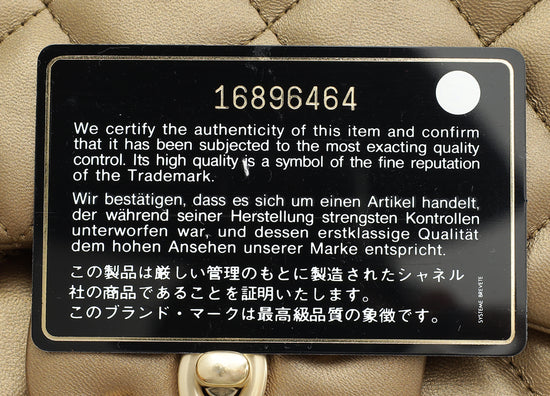 16896464
We certify the authenticity of this item and confirm
that it has been subjected to the most exacting quality
control. Its high quality is a symbol of the fine reputation
of the Trademark.
Wir bestätigen, dass es sich um einen Artikel handelt,
der während seiner Herstellung strengsten Kontrollen
unterworfen war, und dessen erstklassige Qualität
dem hohen Ansehen unserer Marke entspricht.
この製品は厳しい管理のもとに製造されたシャネル
社の商品であることを証明いたします。
このブランド・マークは最高級品質の象徴です。
SYSTEME BREVETE